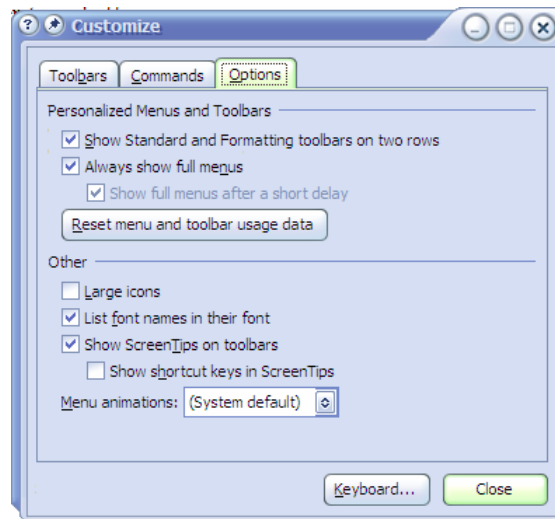 Customize
Toolbars Commands Options
Personalized Menus and Toolbars
Show Standard and Formatting toolbars on two rows
Always show full menus
Show full menus after a short delay
Reset menu and toolbar usage data
Other
Large icons
List font names in their font
Show ScreenTips on toolbars
Show shortcut keys in ScreenTips
Menu animations: (System default)
Keyboard... Close